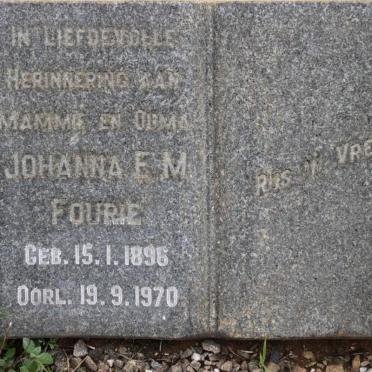 IN LIEFDEVOLLE
HERINNERING AAN
MAMMIE EN OUMA
JOHANNA E.M.
FOURIE
GEB. 15.1.1896
OORL. 19.9.1970
RUS IN VRE